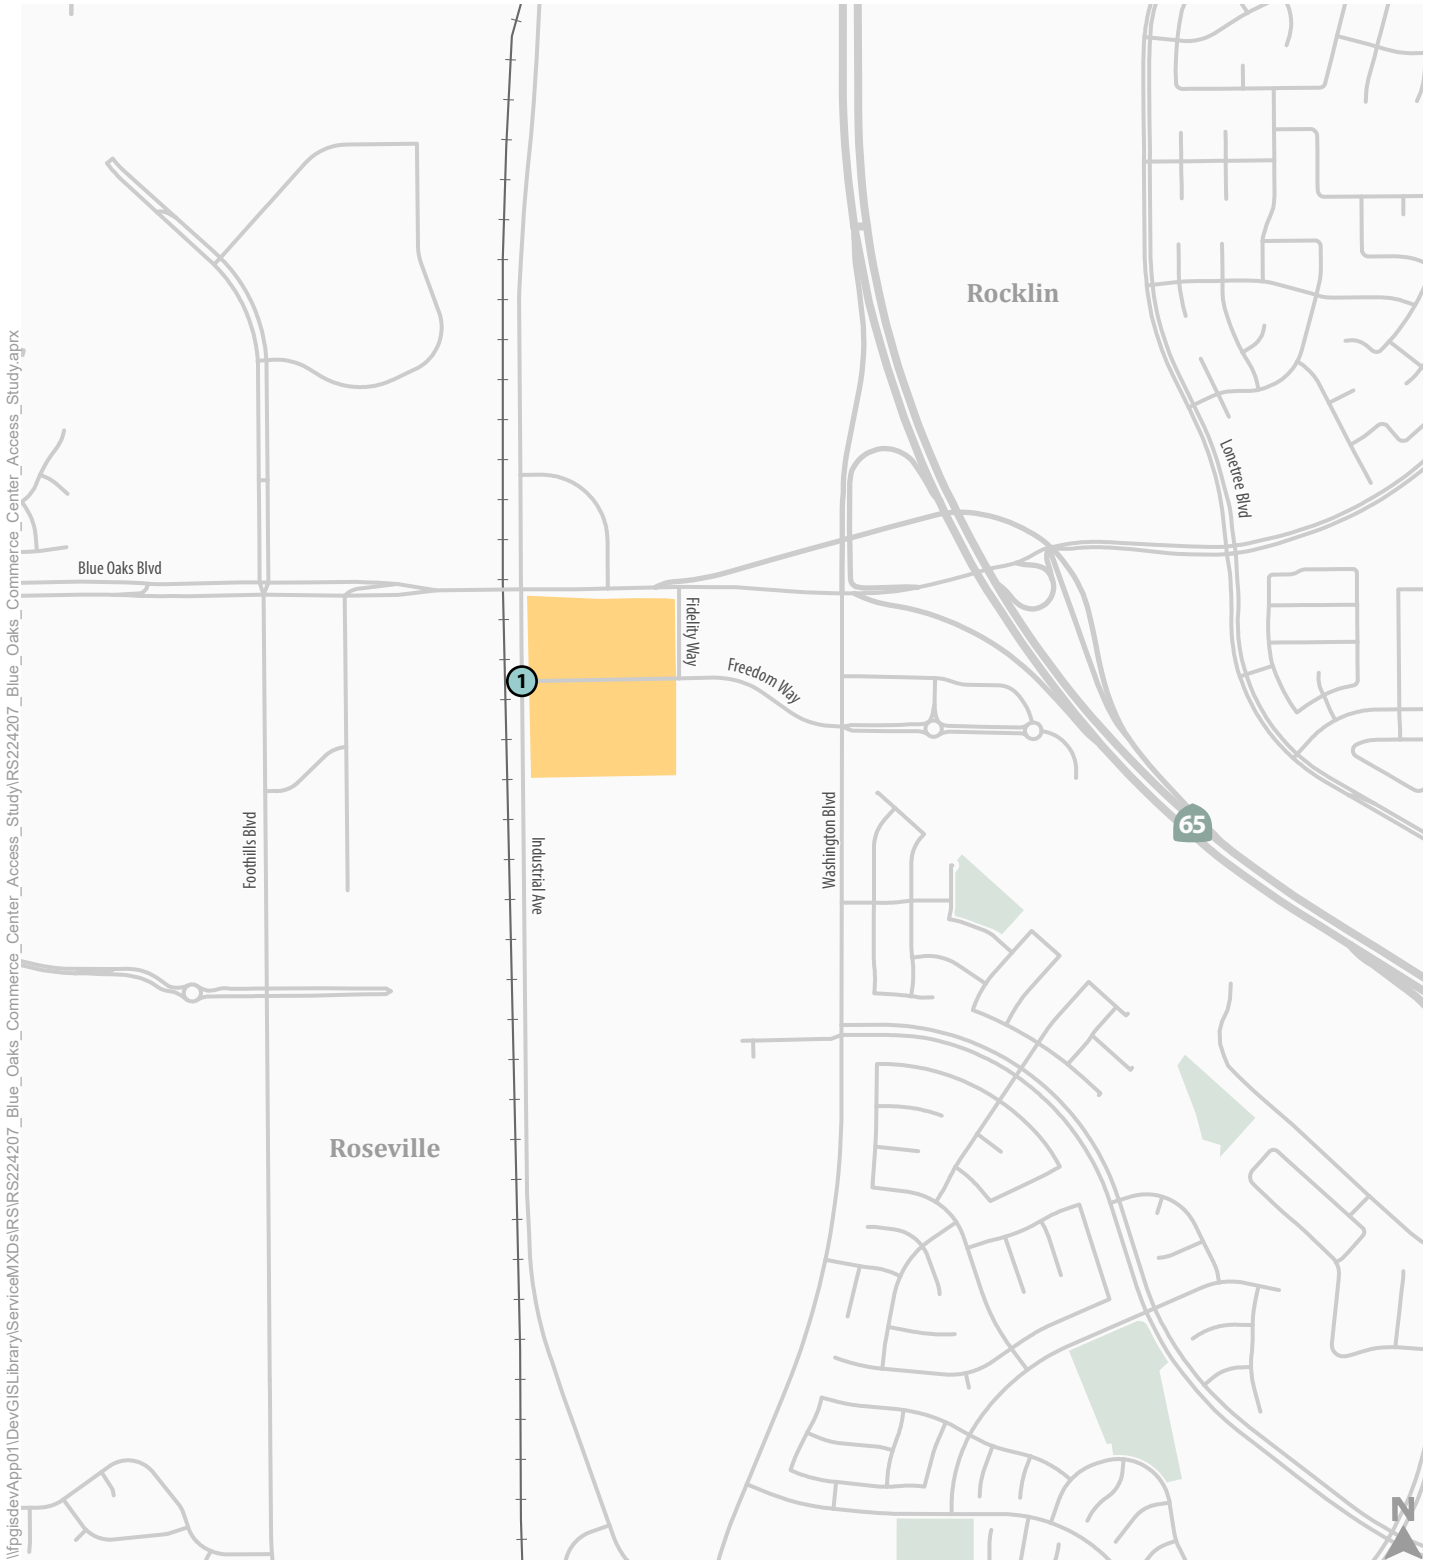 Rocklin
Lonetree Blvd
Blue Oaks Blvd
Fidelity Way
Freedom Way
1
Washington Blvd
65
Foothills Blvd
Industrial Ave
Roseville
N
\\fpgisdevApp01\DevGISLibrary\ServiceMXDs\RS\RS224207_Blue_Oaks_Commerce_Center_Access_Study\RS224207_Blue_Oaks_Commerce_Center_Access_Study.aprx